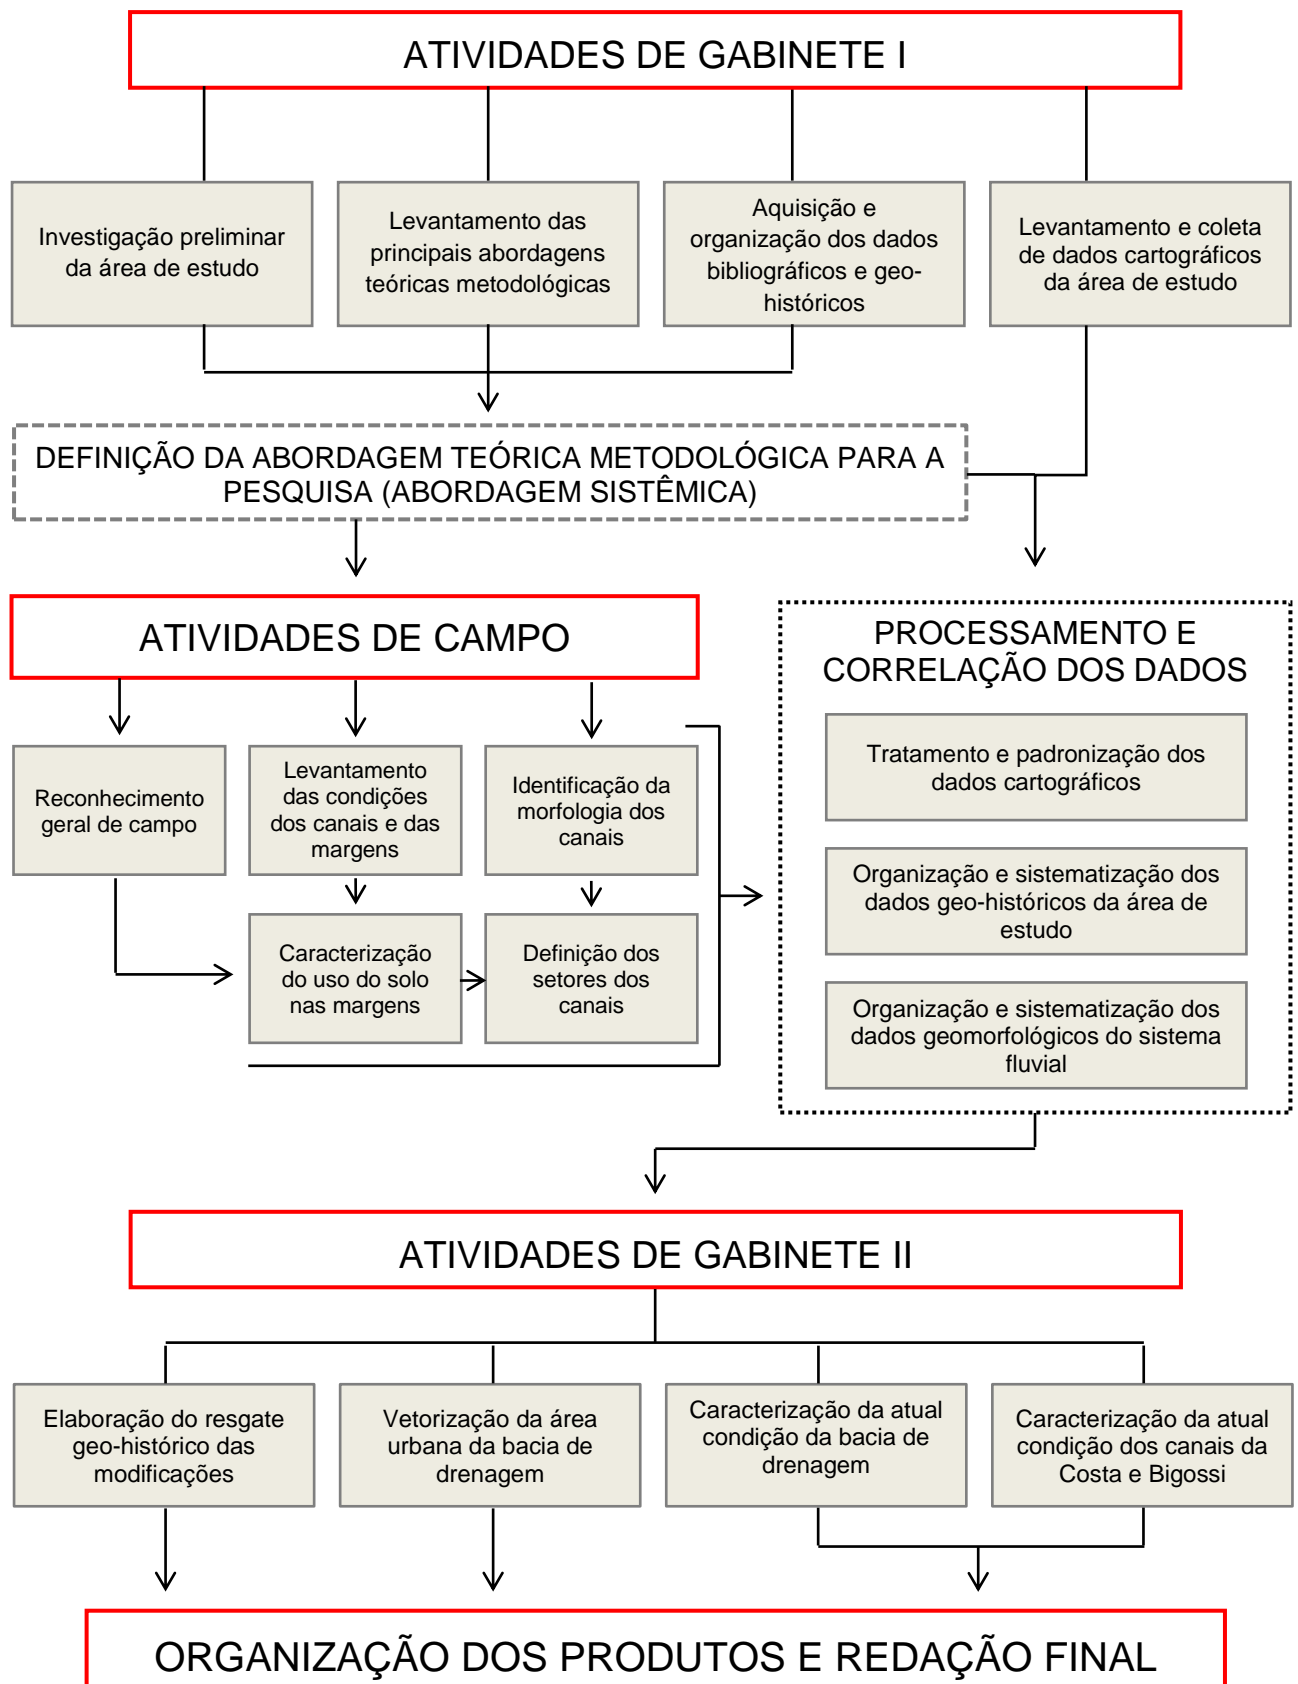 ATIVIDADES DE GABINETE I
Investigação preliminar
da área de estudo
Levantamento das
principais abordagens
teóricas metodológicas
Aquisição e
organização dos dados
bibliográficos e geo-
históricos
Levantamento e coleta
de dados cartográficos
da área de estudo
DEFINIÇÃO DA ABORDAGEM TEÓRICA METODOLÓGICA PARA A
PESQUISA (ABORDAGEM SISTÊMICA)
ATIVIDADES DE CAMPO
Reconhecimento
geral de campo
Levantamento
das condições
dos canais e das
margens
Identificação da
morfologia dos
canais
Caracterização
do uso do solo
nas margens
Definição dos
setores dos
canais
PROCESSAMENTO E
CORRELAÇÃO DOS DADOS
Tratamento e padronização dos
dados cartográficos
Organização e sistematização dos
dados geo-históricos da área de
estudo
Organização e sistematização dos
dados geomorfológicos do sistema
fluvial
ATIVIDADES DE GABINETE II
Elaboração do resgate
geo-histórico das
modificações
Vetorização da área
urbana da bacia de
drenagem
Caracterização da atual
condição da bacia de
drenagem
Caracterização da atual
condição dos canais da
Costa e Bigossi
ORGANIZAÇÃO DOS PRODUTOS E REDAÇÃO FINAL